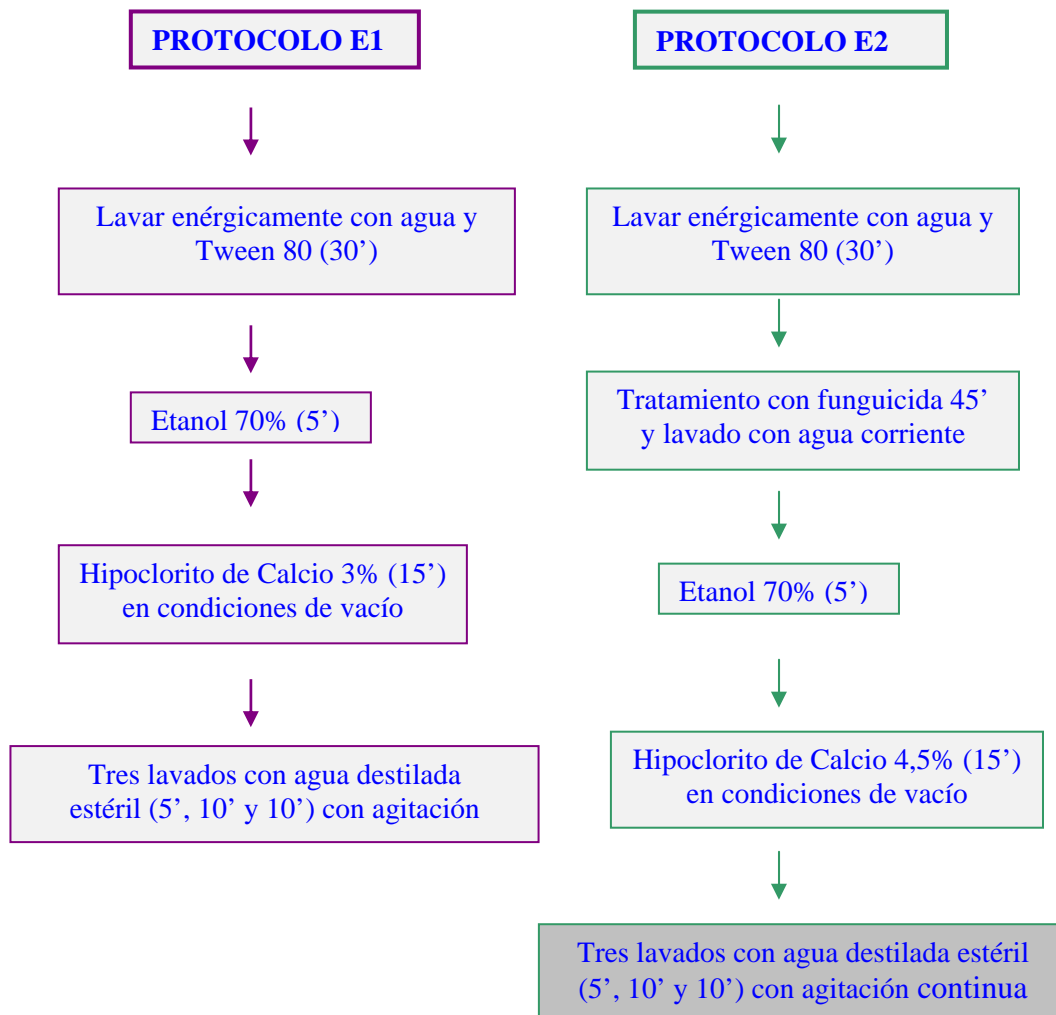 PROTOCOLO E1
Lavar enérgicamente con agua y
Tween 80 (30’)
Etanol 70% (5’)
Hipoclorito de Calcio 3% (15’)
en condiciones de vacío
Tres lavados con agua destilada
estéril (5’, 10’ y 10’) con agitación
PROTOCOLO E2
Lavar enérgicamente con agua y
Tween 80 (30’)
Tratamiento con funguicida 45’
y lavado con agua corriente
Etanol 70% (5’)
Hipoclorito de Calcio 4,5% (15’)
en condiciones de vacío
Tres lavados con agua destilada estéril
(5’, 10’ y 10’) con agitación continua